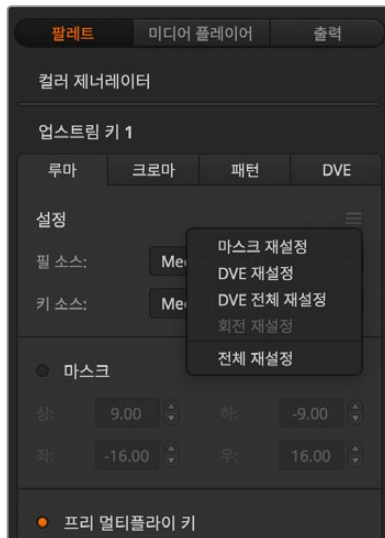 팔레트 미디어 플레이어 출력
컬러 제너레이터
업스트림 키 1
루마 크로마 패턴 DVE
설정
마스크 재설정
DVE 재설정
DVE 전체 재설정
회전 재설정
전체 재설정
필 소스: Me
키 소스: Me
마스크
상: 9.00 하: -9.00
좌: -16.00 우: 16.00
프리 멀티플라이 키